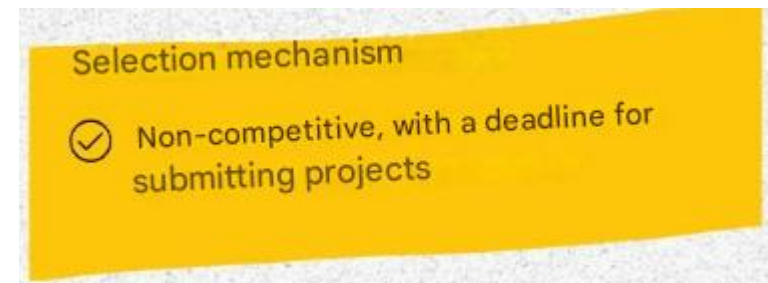 Selection mechanism
Non-competitive, with a deadline for
submitting projects